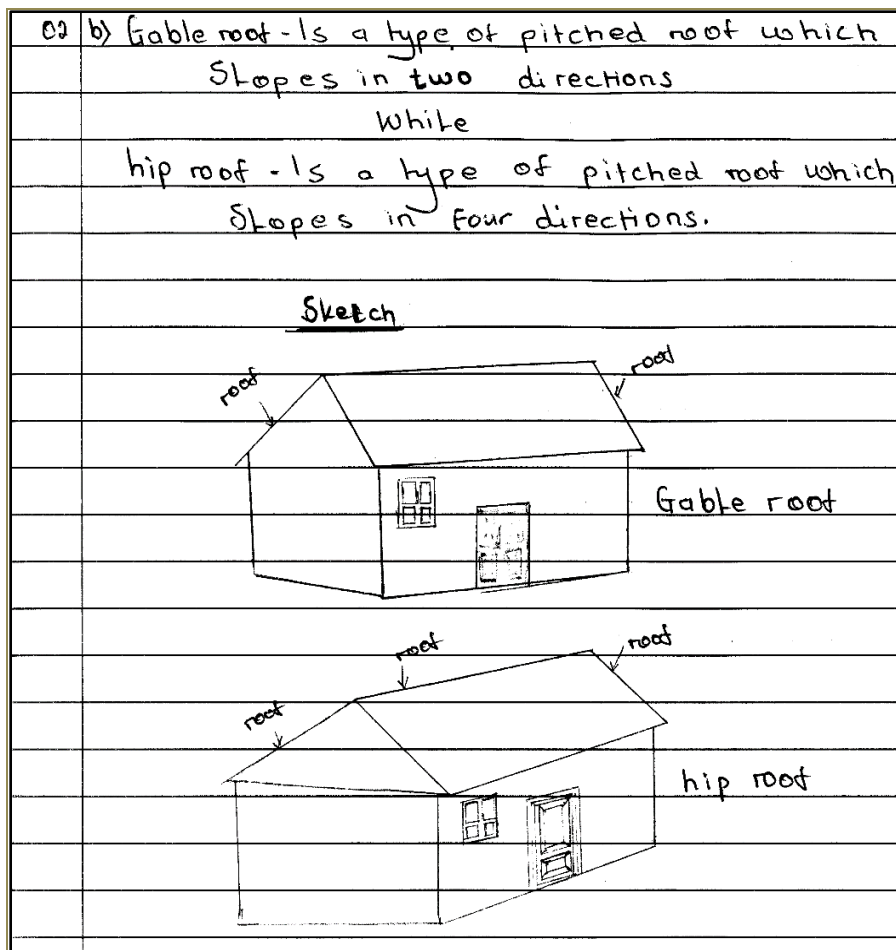 02 b) Gable roof - Is a type of pitched roof which
Slopes in two directions
While
hip roof - Is a type of pitched roof which
Slopes in Four directions.
Sketch
roof
roof
Gable roof
roof
roof
roof
hip roof